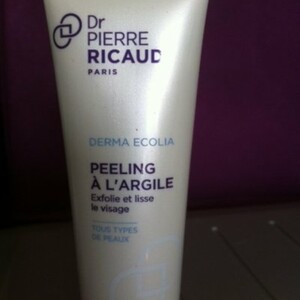 Dr
PIERRE
RICAUD
PARIS
DERMA ECOLIA
PEELING
À L'ARGILE
Exfolie et lisse
le visage
TOUS TYPES
DE PEAUX